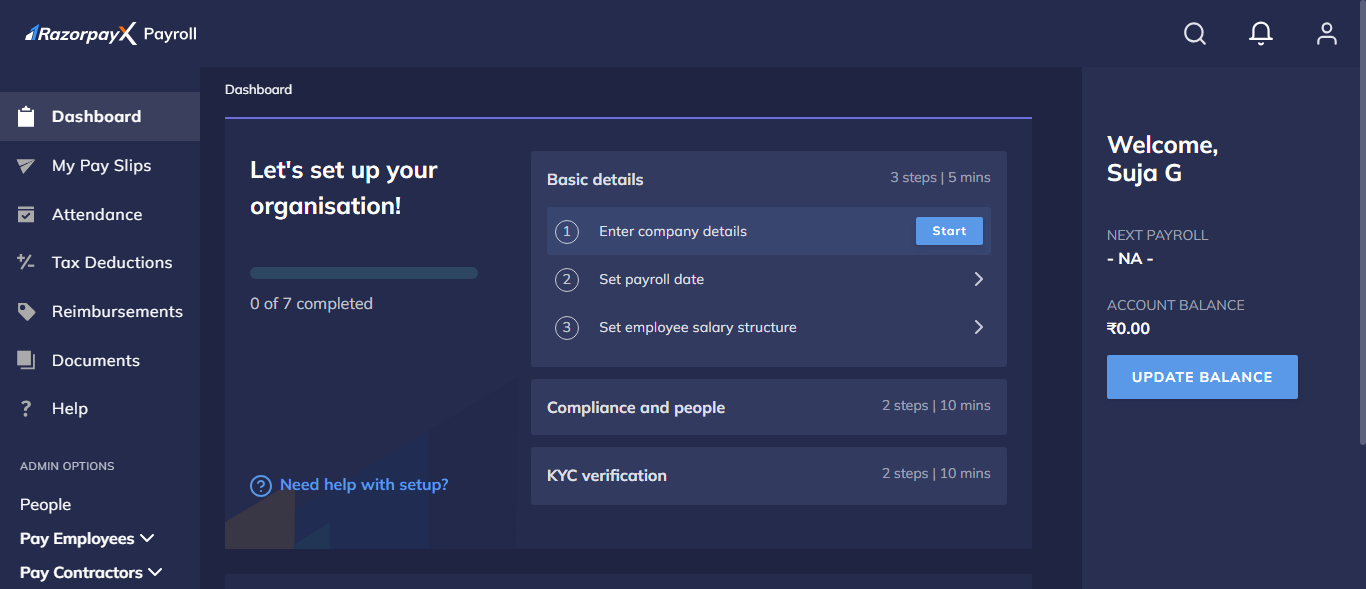 RazorpayX Payroll
Dashboard
My Pay Slips
Attendance
Tax Deductions
Reimbursements
Documents
? Help
ADMIN OPTIONS
People
Pay Employees
Pay Contractors
Dashboard
Let's set up your
organisation!
0 of 7 completed
? Need help with setup?
Basic details 3 steps | 5 mins
1 Enter company details Start
2 Set payroll date
3 Set employee salary structure
Compliance and people 2 steps | 10 mins
KYC verification 2 steps | 10 mins
Welcome,
Suja G
NEXT PAYROLL
- NA -
ACCOUNT BALANCE
₹0.00
UPDATE BALANCE